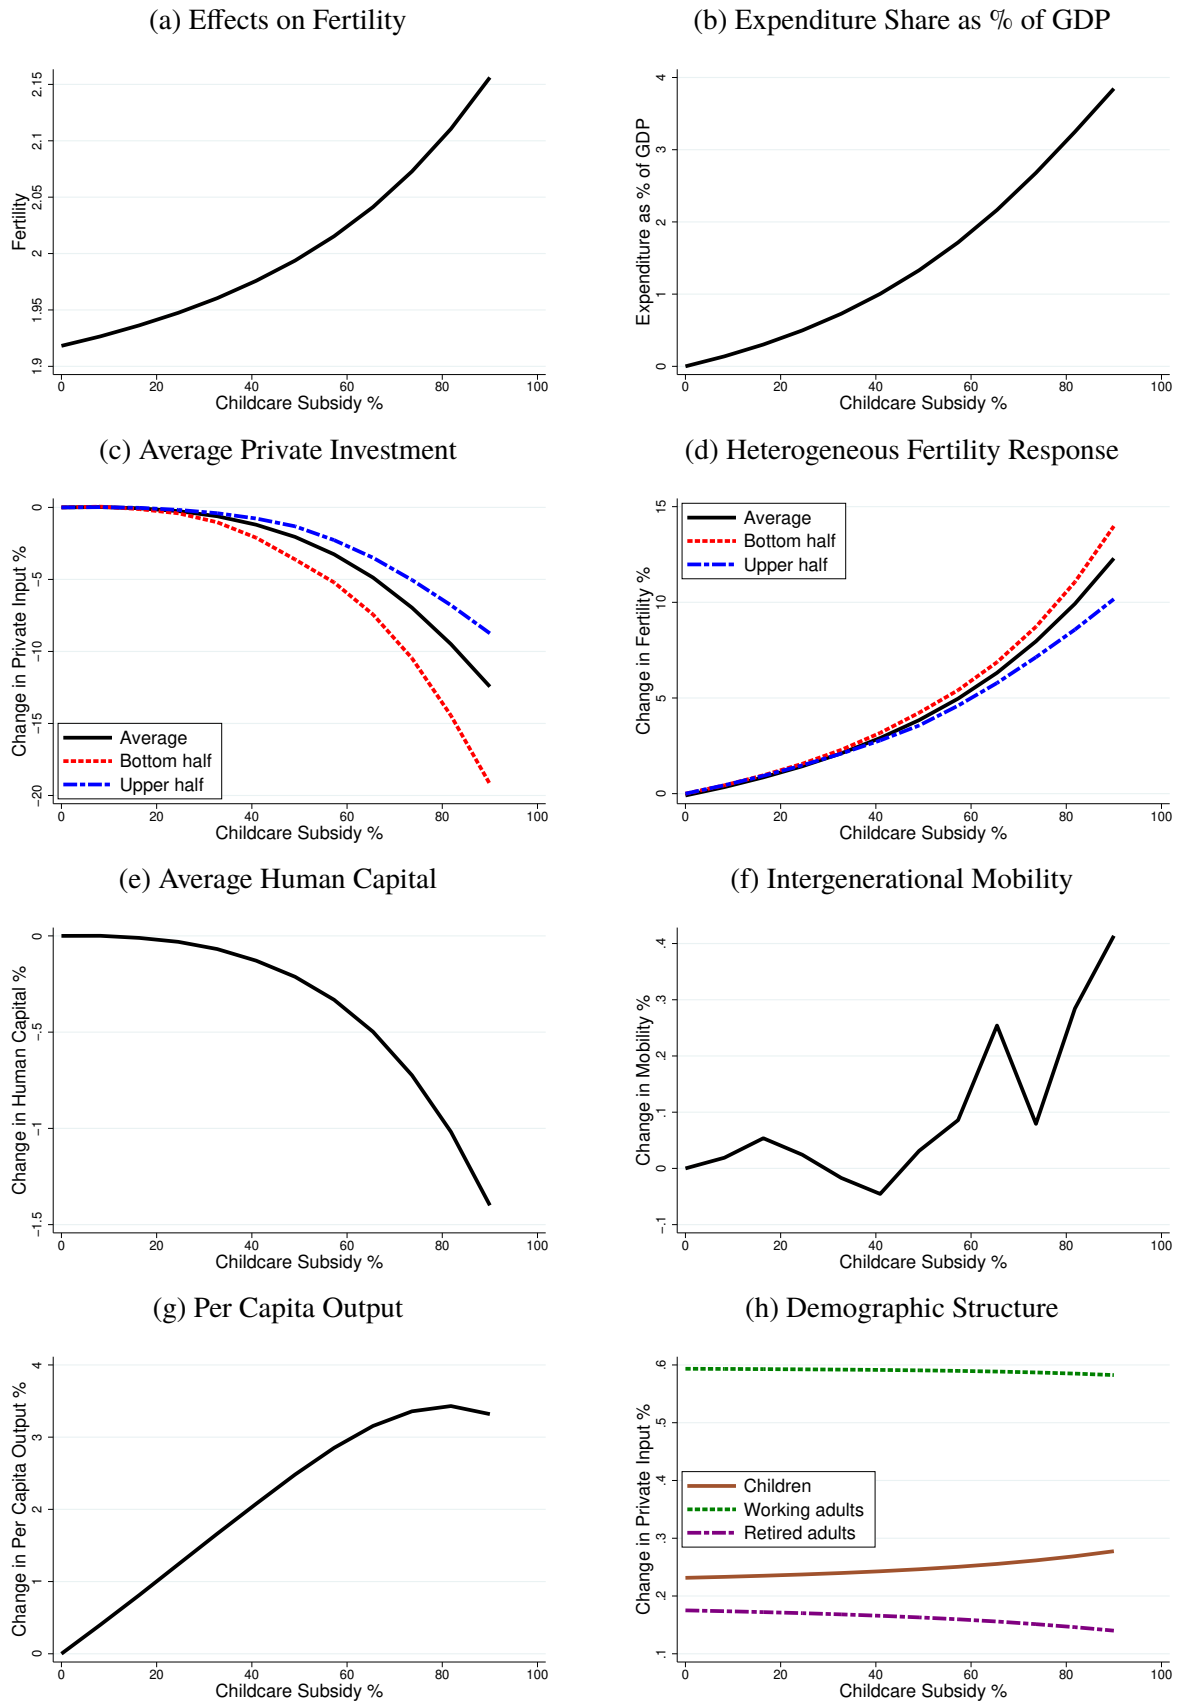 (a) Effects on Fertility
Fertility
2.15
2.1
2.05
2
1.95
1.9
0 20 40 60 80 100
Childcare Subsidy %
(b) Expenditure Share as % of GDP
Expenditure as % of GDP
4
3
2
1
0
0 20 40 60 80 100
Childcare Subsidy %
(c) Average Private Investment
Change in Private Input %
0
-5
-10
-15
-20
Average
Bottom half
Upper half
0 20 40 60 80 100
Childcare Subsidy %
(d) Heterogeneous Fertility Response
Change in Fertility %
15
10
5
0
Average
Bottom half
Upper half
0 20 40 60 80 100
Childcare Subsidy %
(e) Average Human Capital
Change in Human Capital %
0
-.5
-1
-1.5
0 20 40 60 80 100
Childcare Subsidy %
(f) Intergenerational Mobility
Change in Mobility %
.4
.3
.2
.1
0
-.1
0 20 40 60 80 100
Childcare Subsidy %
(g) Per Capita Output
Change in Per Capita Output %
4
3
2
1
0
0 20 40 60 80 100
Childcare Subsidy %
(h) Demographic Structure
Change in Private Input %
.6
.5
.4
.3
.2
.1
Children
Working adults
Retired adults
0 20 40 60 80 100
Childcare Subsidy %